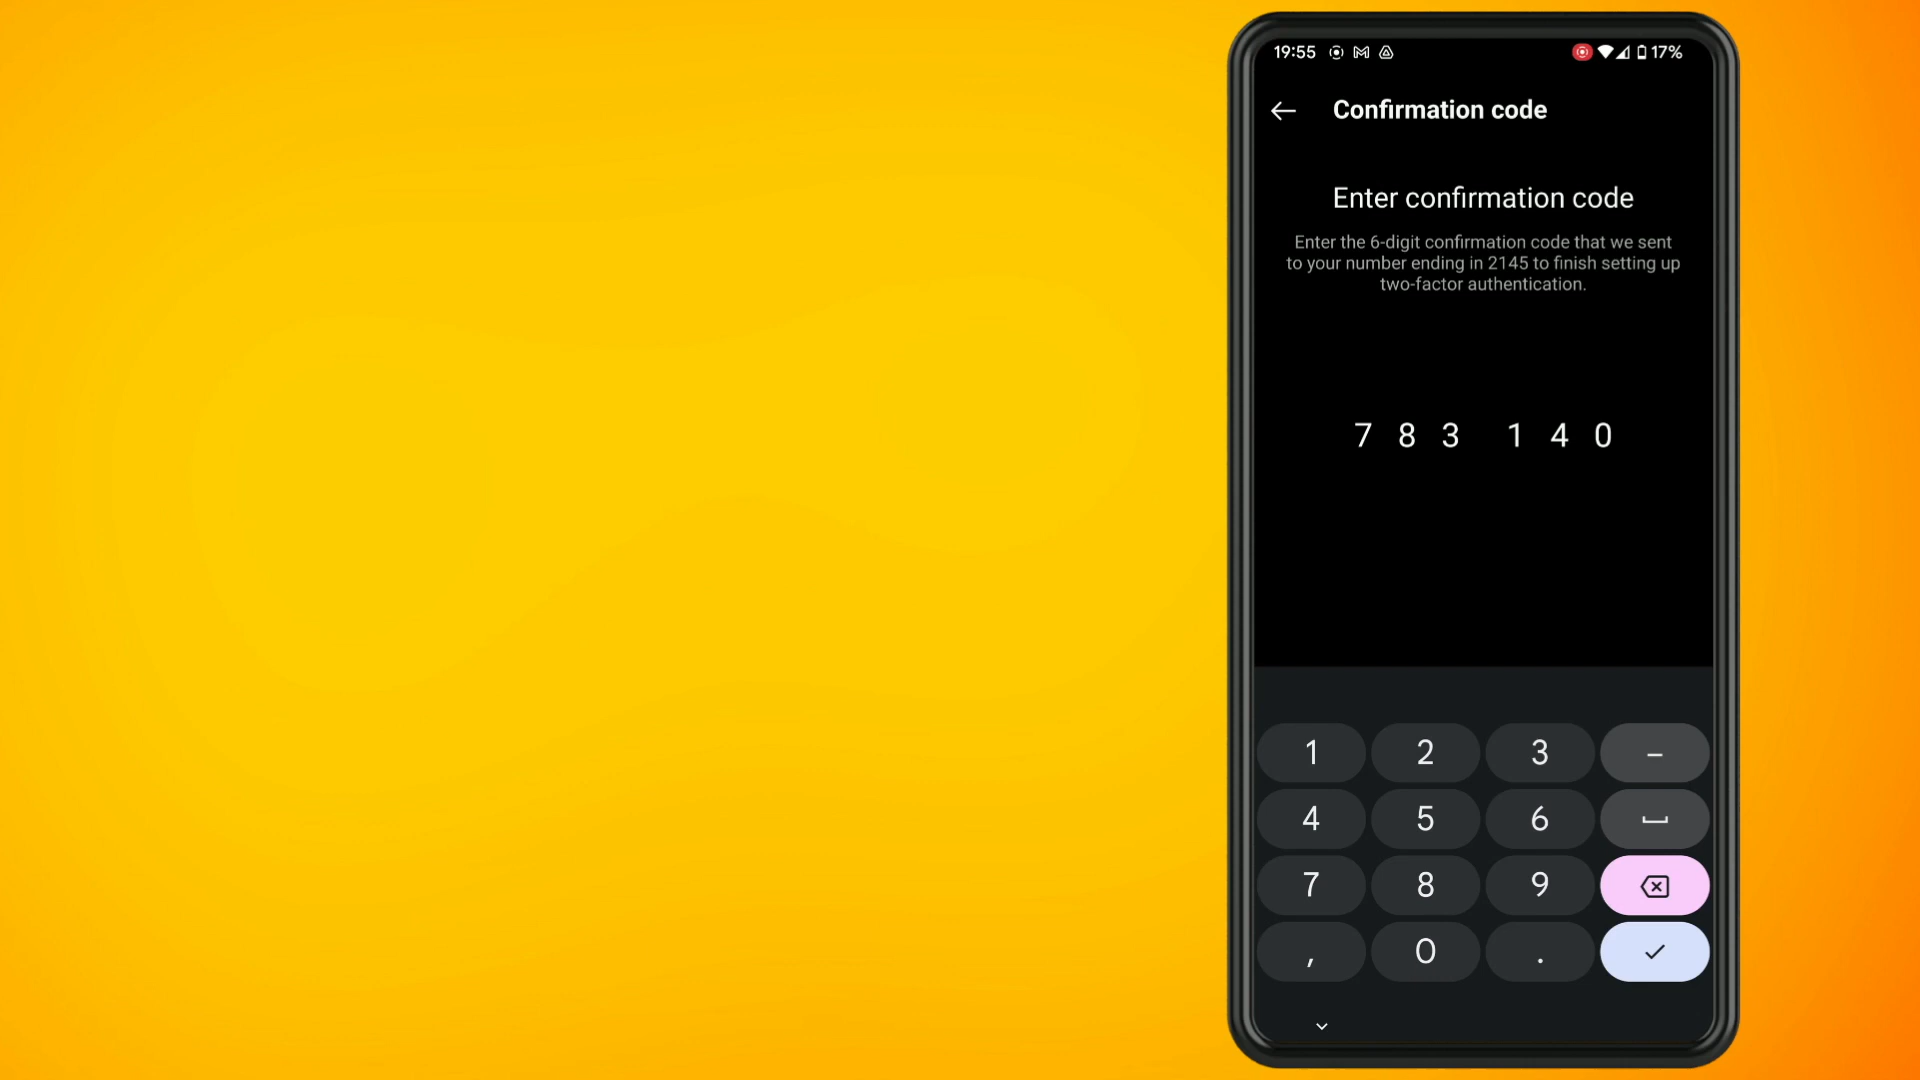 19:55 17%
Confirmation code
Enter confirmation code
Enter the 6-digit confirmation code that we sent
to your number ending in 2145 to finish setting up
two-factor authentication.
7 8 3 1 4 0
1 2 3 –
4 5 6
7 8 9
, 0 .